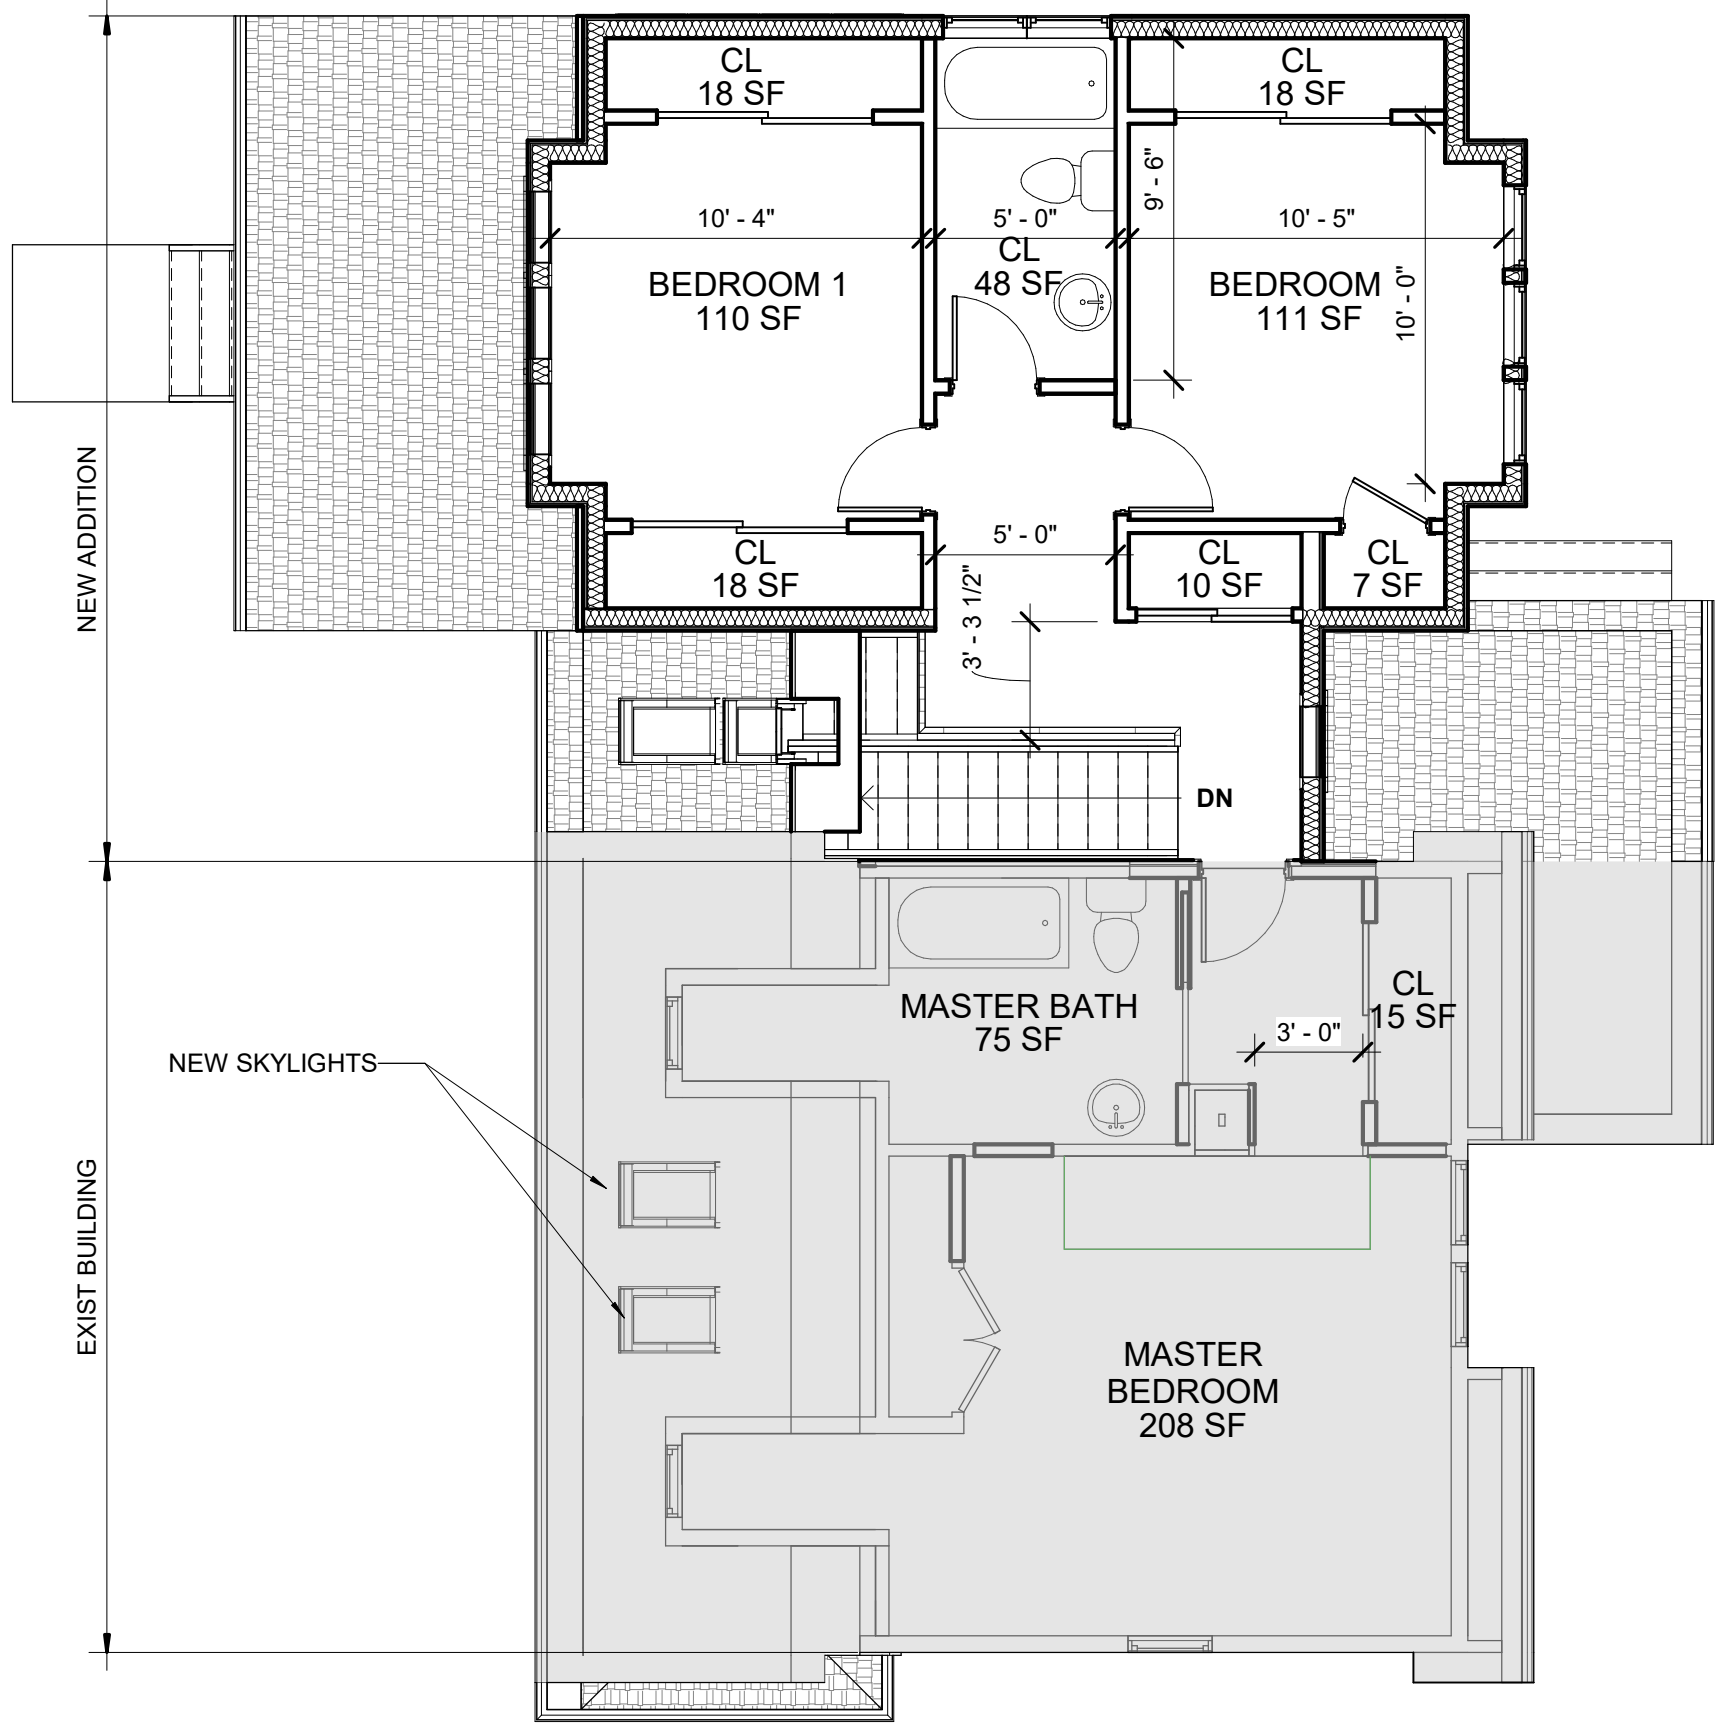 CL
18 SF
CL
18 SF
9' - 6"
10' - 4"
5' - 0"
10' - 5"
CL
48 SF
BEDROOM 1
110 SF
BEDROOM
111 SF
10' - 0"
NEW ADDITION
5' - 0"
CL
18 SF
CL
10 SF
CL
7 SF
3' - 3 1/2"
DN
MASTER BATH
75 SF
CL
15 SF
3' - 0"
NEW SKYLIGHTS
EXIST BUILDING
MASTER
BEDROOM
208 SF